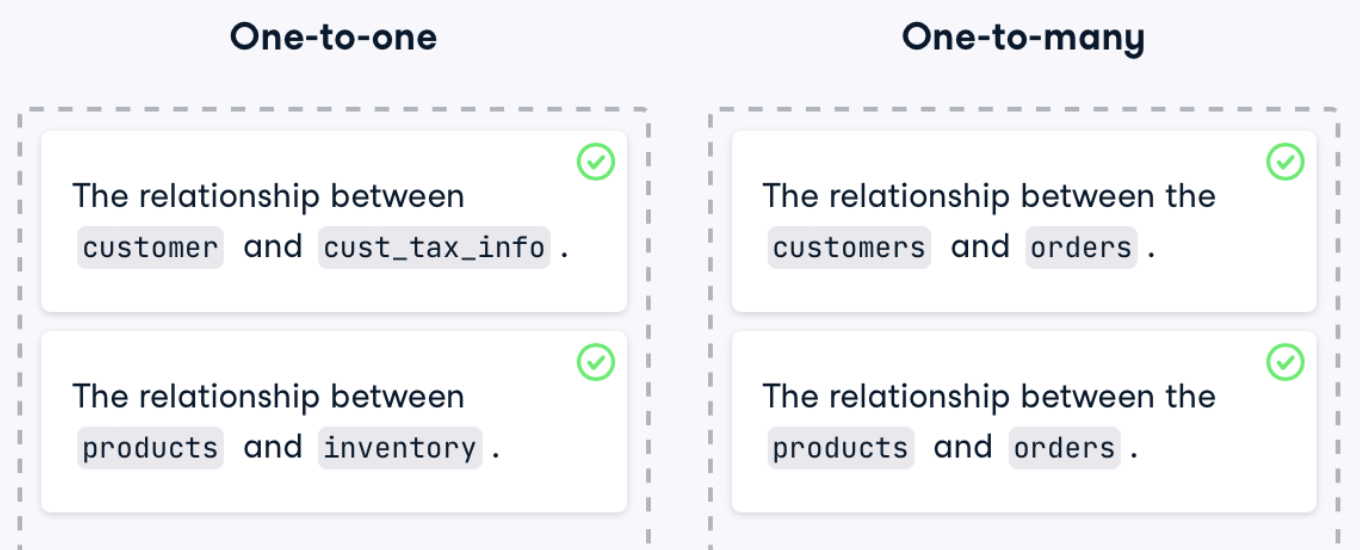 One-to-one
The relationship between
customer and cust_tax_info .
The relationship between
products and inventory .
One-to-many
The relationship between the
customers and orders .
The relationship between the
products and orders .